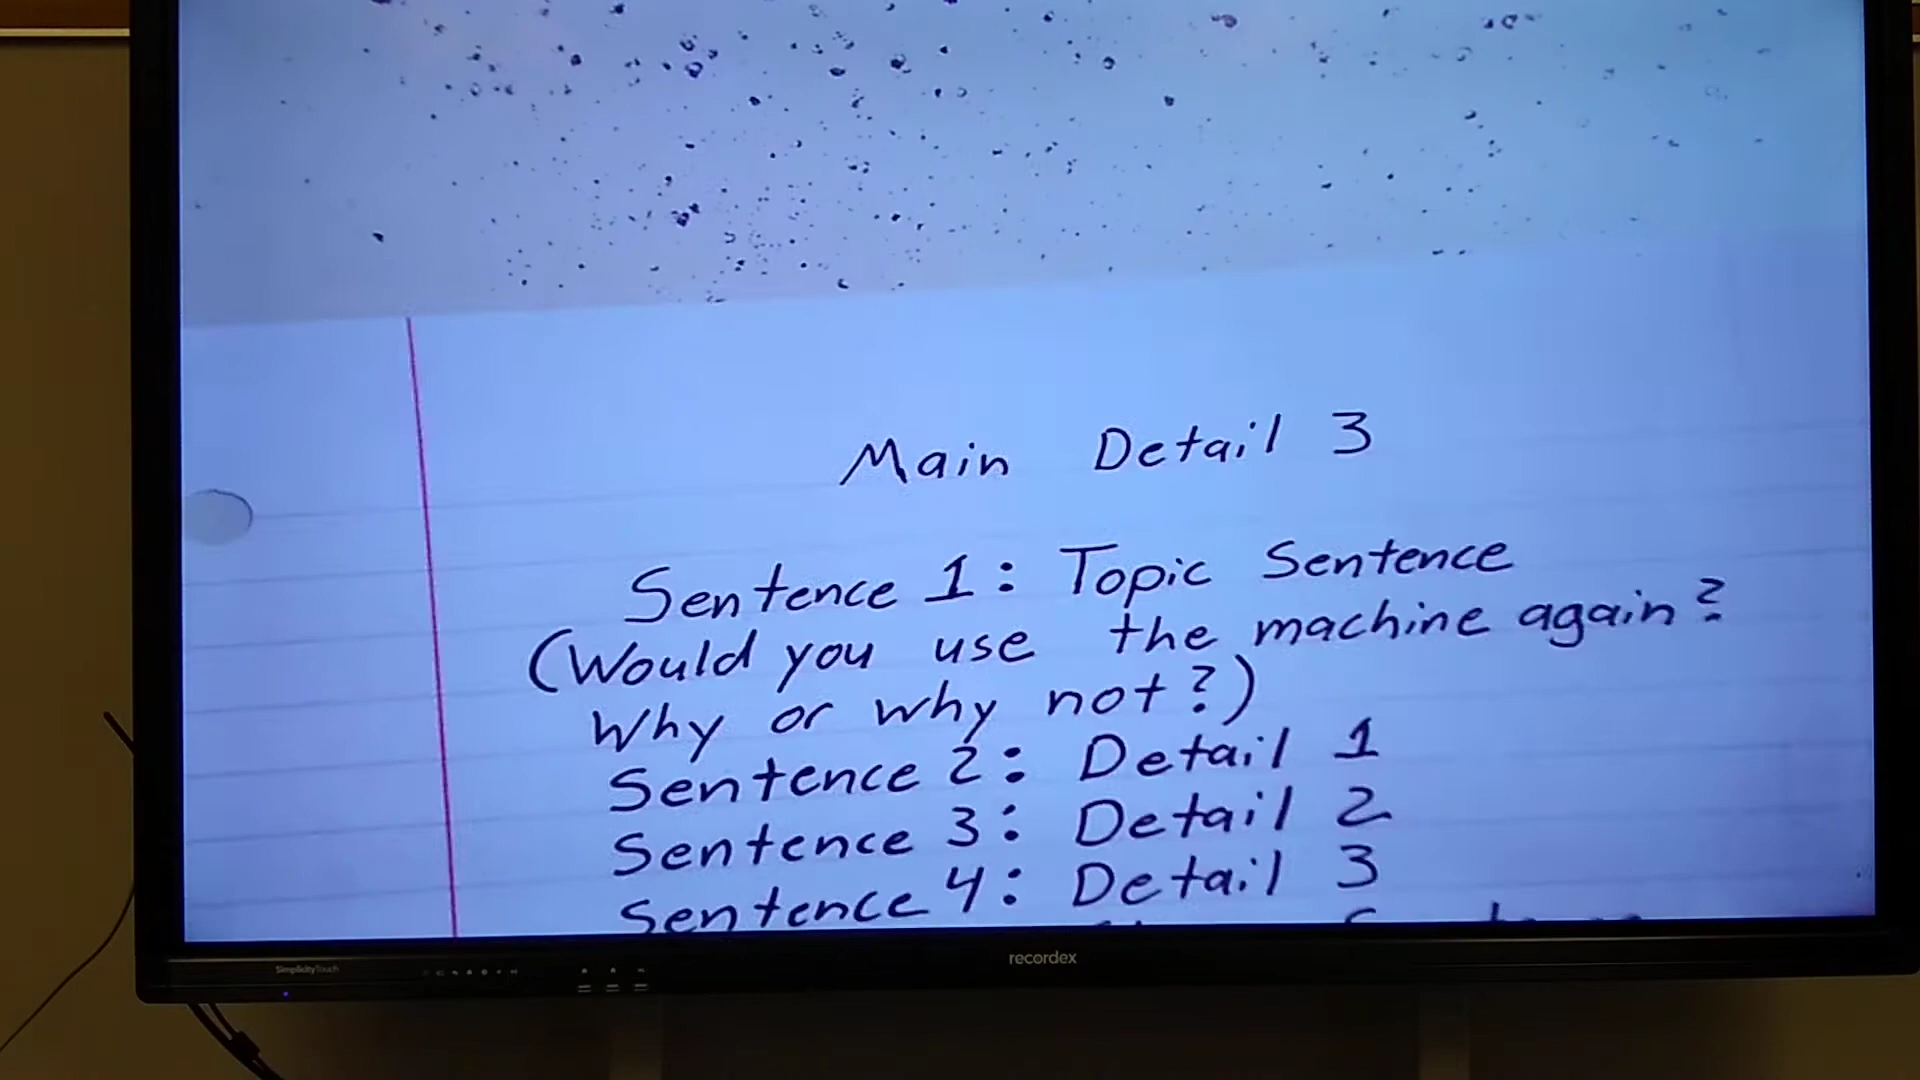 Main Detail 3
Sentence 1: Topic Sentence
(Would you use the machine again?
Why or why not?)
Sentence 2: Detail 1
Sentence 3: Detail 2
Sentence 4: Detail 3
SimplicityTouch
recordex